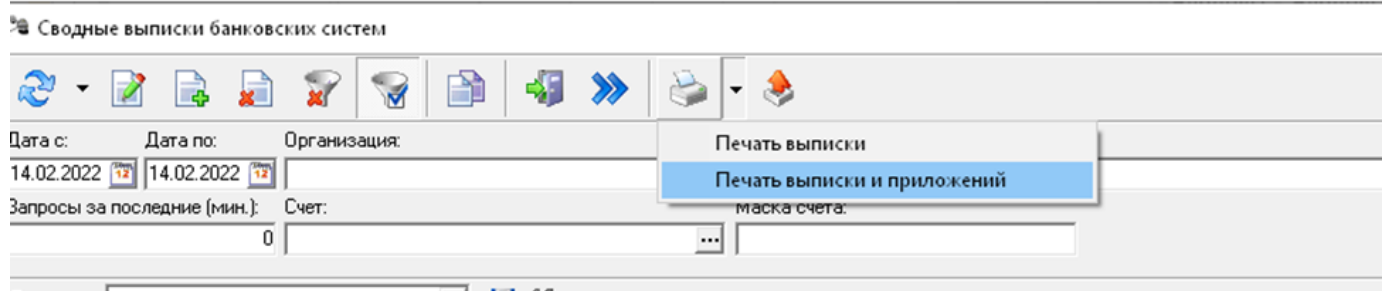 Сводные выписки банковских систем
Дата с: Дата по: Организация:
Печать выписки
14.02.2022 14.02.2022
Печать выписки и приложений
Запросы за последние (мин.): Счет: Маска счета:
0 ...